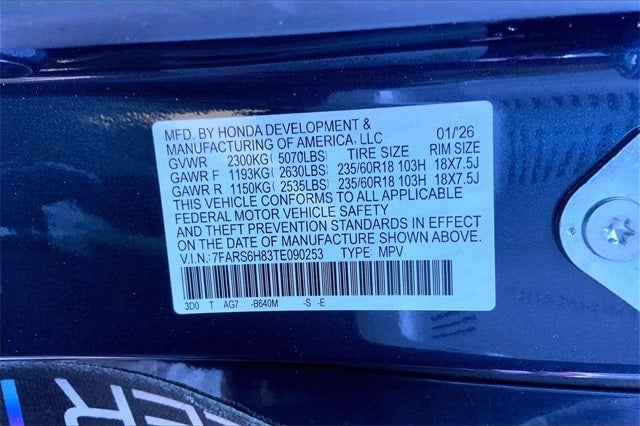 MFD. BY HONDA DEVELOPMENT &
MANUFACTURING OF AMERICA, LLC 01/'26
GVWR 2300KG( 5070LBS) TIRE SIZE RIM SIZE
GAWR F 1193KG( 2630LBS) 235/60R18 103H 18X7.5J
GAWR R 1150KG( 2535LBS) 235/60R18 103H 18X7.5J
THIS VEHICLE CONFORMS TO ALL APPLICABLE
FEDERAL MOTOR VEHICLE SAFETY
AND THEFT PREVENTION STANDARDS IN EFFECT
ON THE DATE OF MANUFACTURE SHOWN ABOVE.
V.I.N.:7FARS6H83TE090253 TYPE: MPV
3D0 T AG7 -B640M -S -E